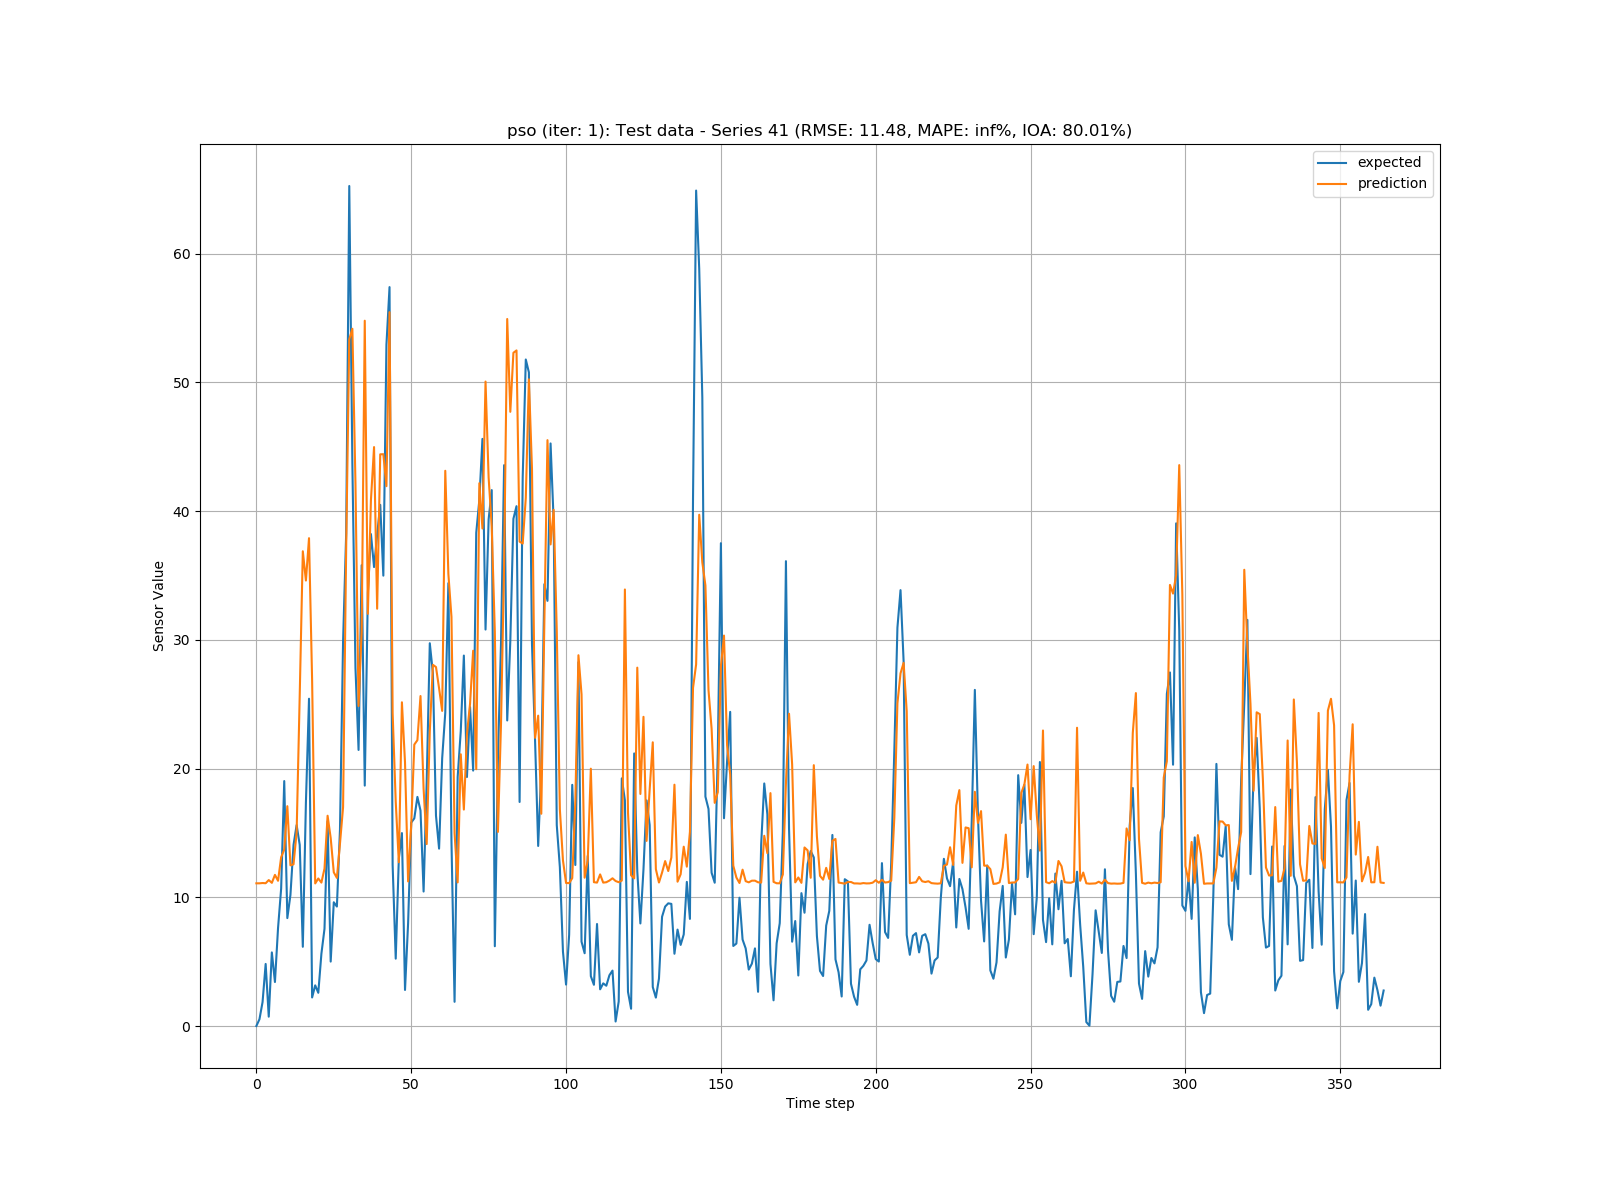 pso (iter: 1): Test data - Series 41 (RMSE: 11.48, MAPE: inf%, IOA: 80.01%)
expected
prediction
60
50
40
30
20
10
0
Sensor Value
0 50 100 150 200 250 300 350
Time step